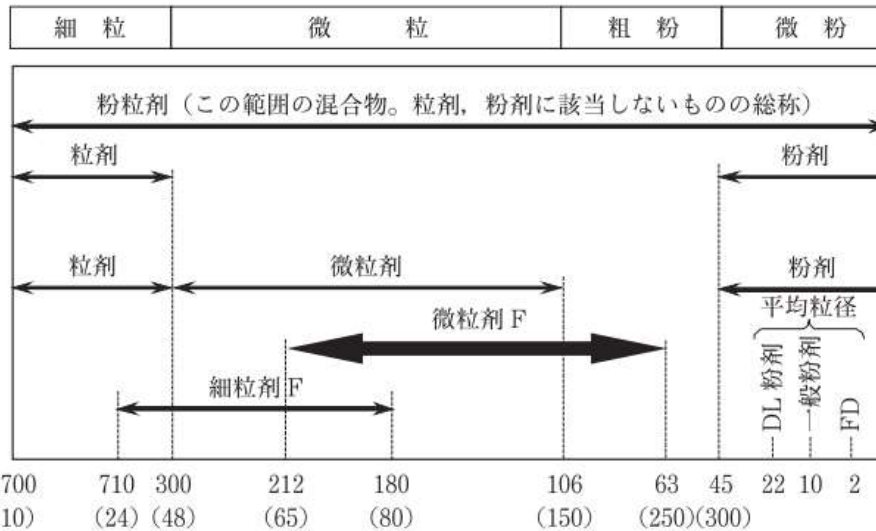 細 粒 微 粒 粗 粉 微 粉
粉粒剤（この範囲の混合物。粒剤，粉剤に該当しないものの総称）
粒剤 粉剤
粒剤 微粒剤 粉剤
平均粒径
微粒剤 F
細粒剤 F
DL 粉剤
一般粉剤
FD
700 710 300 212 180 106 63 45 22 10 2
10) (24) (48) (65) (80) (150) (250)(300)